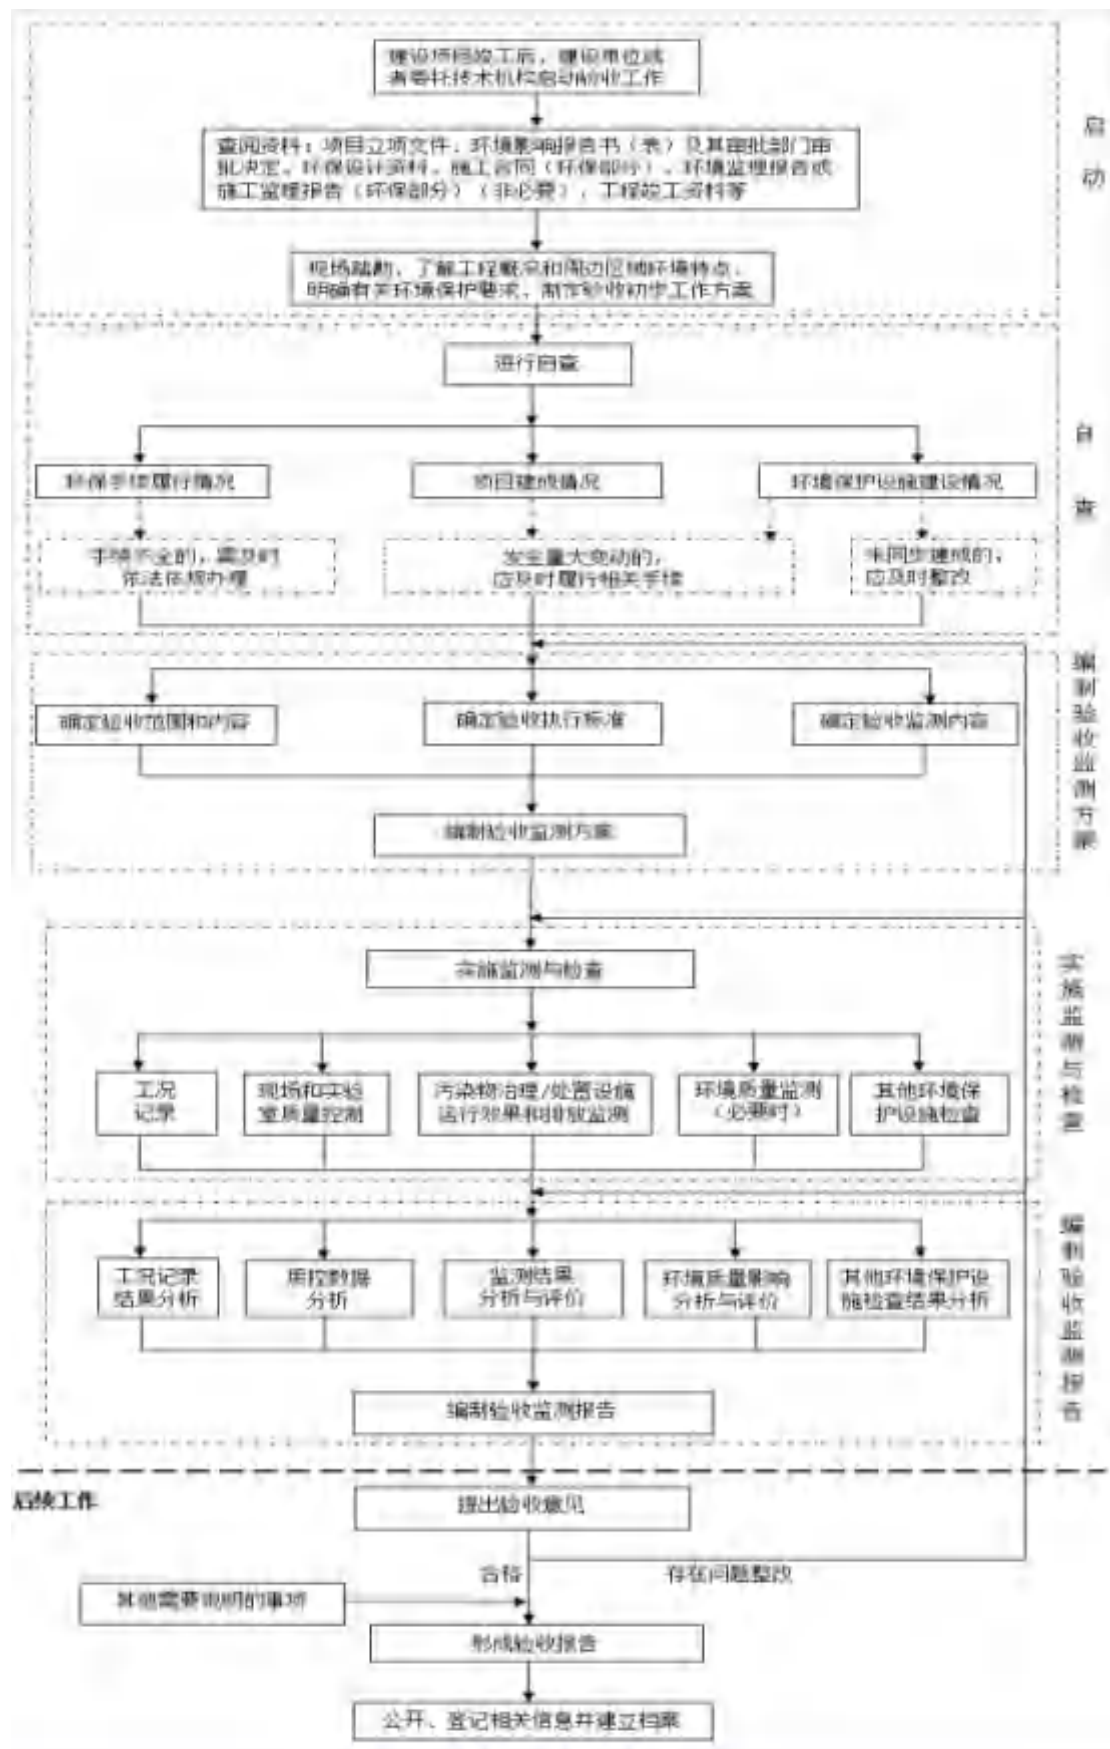 建设项目竣工后，建设单位或
者委托技术机构启动验收工作
启
动
查阅资料：项目立项文件、环境影响报告书（表）及其审批部门审
批决定、环保设计资料、施工合同（环保部分）、环境监理报告或
施工监理报告（环保部分）（非必要）、工程竣工资料等
现场踏勘，了解工程概况和周边区域环境特点，
明确有关环境保护要求，制定验收初步工作方案
进行自查
自
查
环保手续履行情况
项目建成情况
环境保护设施建设情况
手续不全的，需及时
依法依规办理
发生重大变动的，
应及时履行相关手续
未同步建成的，
应及时整改
编制验收监测方案
确定验收范围和内容
确定验收执行标准
确定验收监测内容
编制验收监测方案
实施监测与检查
实施监测与检查
工况
记录
现场和实验
室质量控制
污染物治理/处置设施
运行效果和排放监测
环境质量监测
（必要时）
其他环境保
护设施检查
编制验收监测报告
工况记录
结果分析
质控数据
分析
监测结果
分析与评价
环境质量影响
分析与评价
其他环境保护设
施检查结果分析
编制验收监测报告
后续工作
提出验收意见
合格
存在问题整改
其他需要说明的事项
形成验收报告
公开、登记相关信息并建立档案